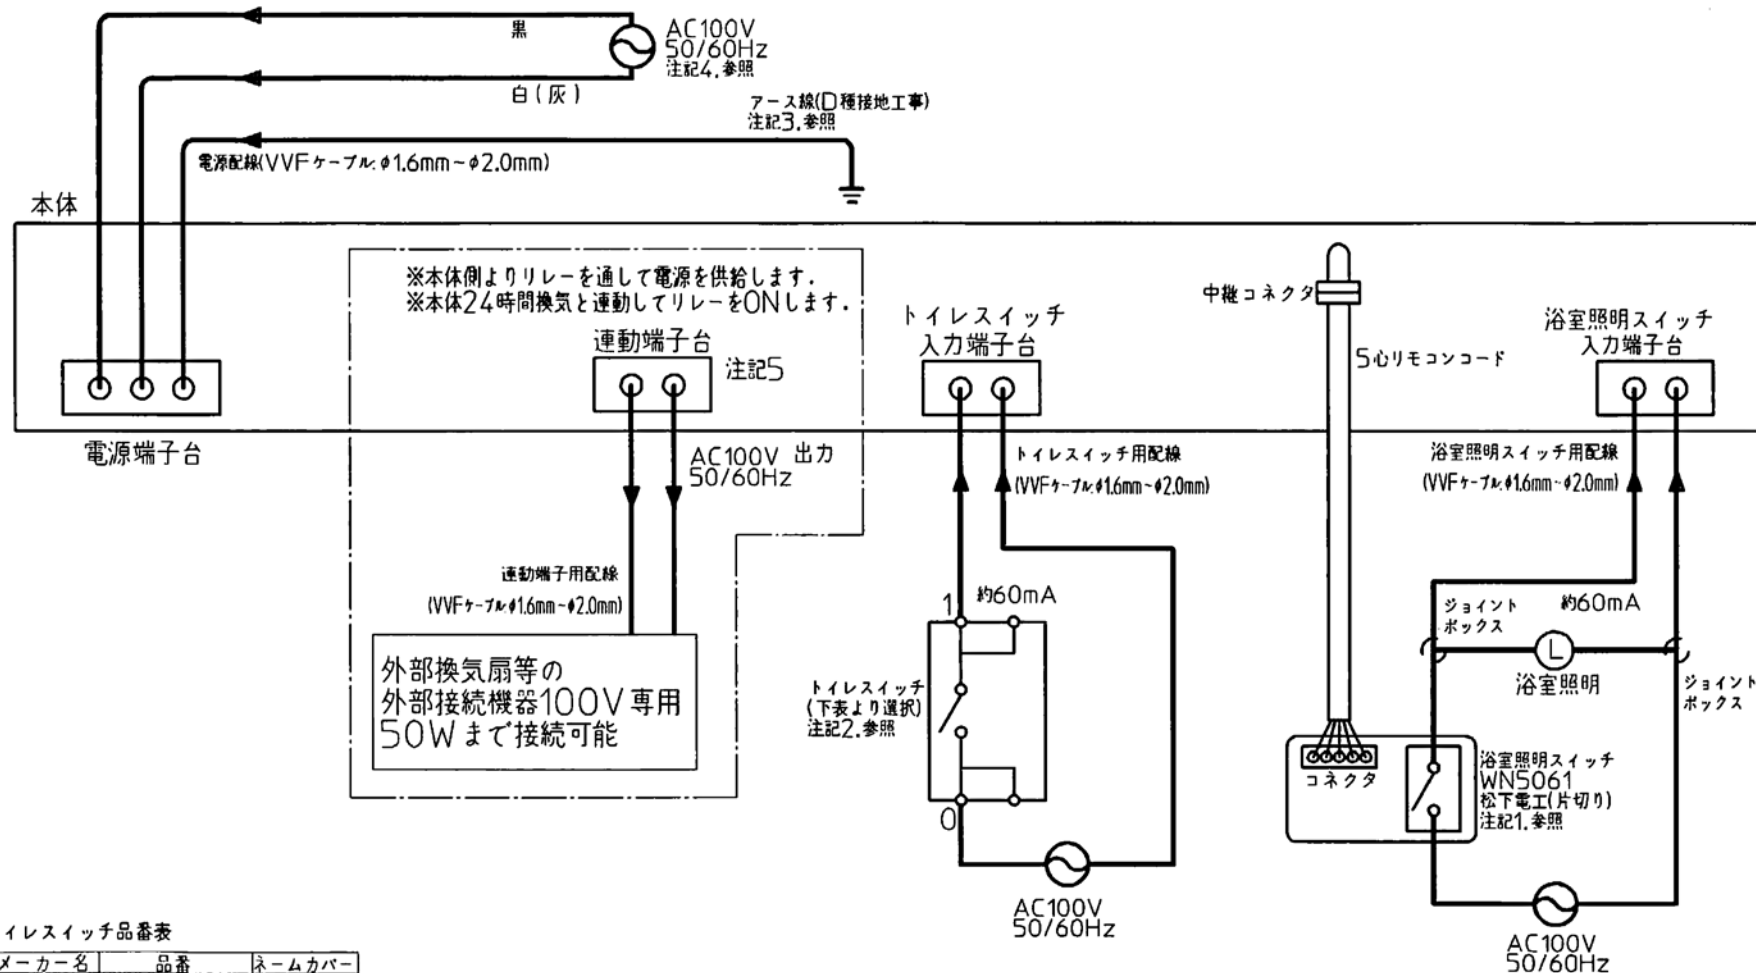 黒
AC100V
50/60Hz
注記4.参照
白(灰)
アース線(D種接地工事)
注記3.参照
電源配線(VVFケーブル:φ1.6mm~φ2.0mm)
本体
※本体側よりリレーを通して電源を供給します.
※本体24時間換気と連動してリレーをONします.
連動端子台
注記5
トイレスイッチ
入力端子台
中継コネクタ
5心リモコンコード
浴室照明スイッチ
入力端子台
電源端子台
AC100V 出力
50/60Hz
トイレスイッチ用配線
(VVFケーブル:φ1.6mm~φ2.0mm)
浴室照明スイッチ用配線
(VVFケーブル:φ1.6mm~φ2.0mm)
連動端子用配線
(VVFケーブル:φ1.6mm~φ2.0mm)
外部換気扇等の
外部接続機器100V専用
50Wまで接続可能
1
約60mA
トイレスイッチ
(下表より選択)
注記2.参照
0
AC100V
50/60Hz
ジョイント
ボックス
約60mA
L
浴室照明
ジョイント
ボックス
コネクタ
浴室照明スイッチ
WN5061
松下電工(片切り)
注記1.参照
AC100V
50/60Hz
イレスイッチ品番表
メーカー名 品番 ネームカバー